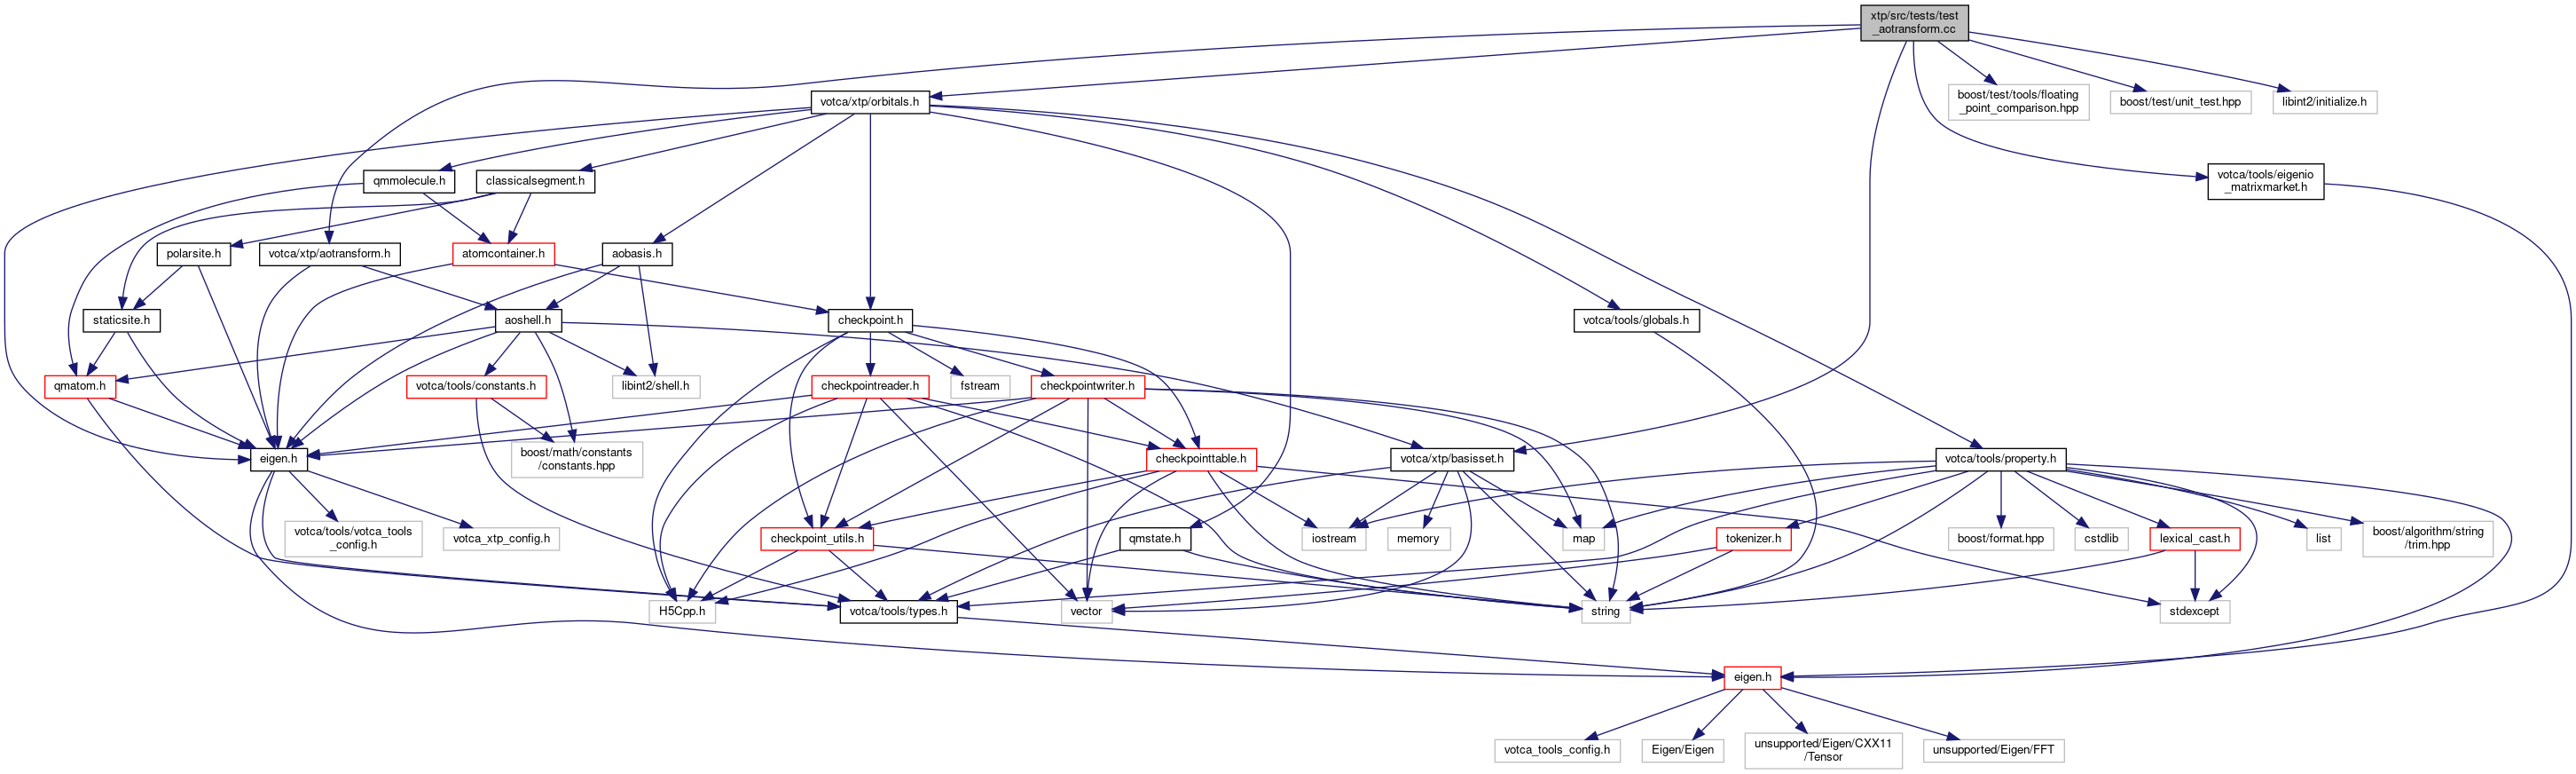 xtp/src/tests/test
_aotransform.cc
votca/xtp/orbitals.h
boost/test/tools/floating
_point_comparison.hpp
boost/test/unit_test.hpp
libint2/initialize.h
qmmolecule.h
classicalsegment.h
votca/tools/eigenio
_matrixmarket.h
polarsite.h
votca/xtp/aotransform.h
atomcontainer.h
aobasis.h
staticsite.h
aoshell.h
checkpoint.h
votca/tools/globals.h
qmatom.h
votca/tools/constants.h
libint2/shell.h
checkpointreader.h
fstream
checkpointwriter.h
eigen.h
boost/math/constants
/constants.hpp
checkpointtable.h
votca/xtp/basisset.h
votca/tools/property.h
votca/tools/votca_tools
_config.h
votca_xtp_config.h
checkpoint_utils.h
qmstate.h
iostream
memory
map
tokenizer.h
boost/format.hpp
cstdlib
lexical_cast.h
list
boost/algorithm/string
/trim.hpp
H5Cpp.h
votca/tools/types.h
vector
string
stdexcept
eigen.h
votca_tools_config.h
Eigen/Eigen
unsupported/Eigen/CXX11
/Tensor
unsupported/Eigen/FFT